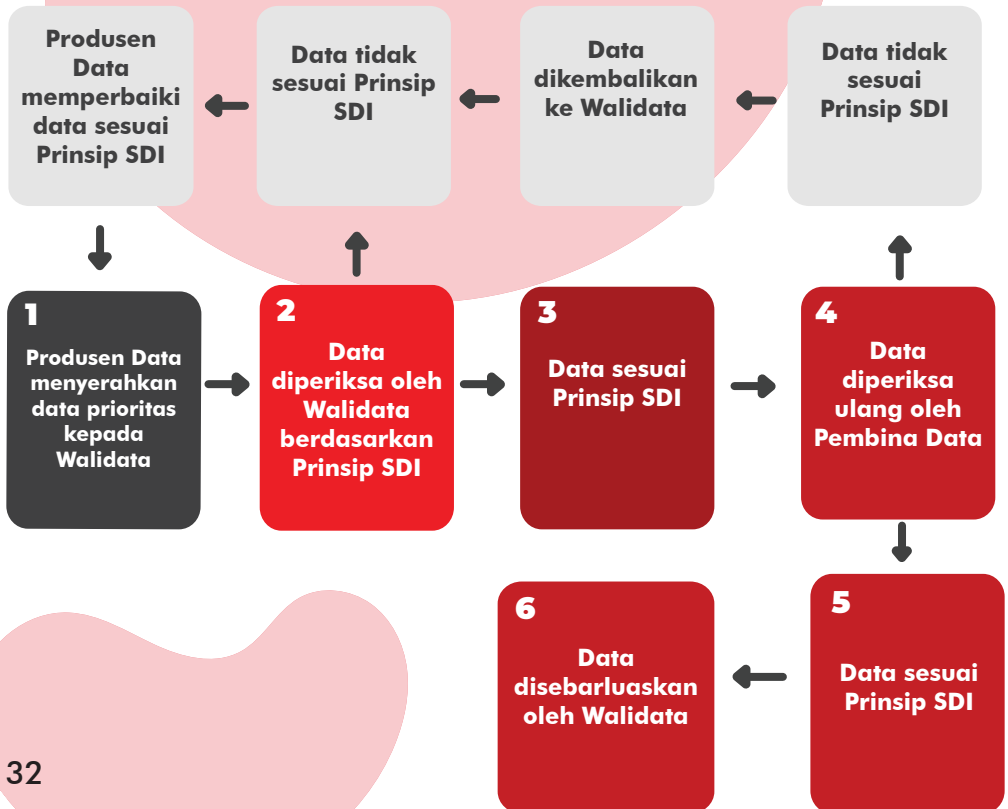 Produsen
Data
memperbaiki
data sesuai
Prinsip SDI
Data tidak
sesuai Prinsip
SDI
Data
dikembalikan
ke Walidata
Data tidak
sesuai
Prinsip SDI
1
Produsen Data
menyerahkan
data prioritas
kepada
Walidata
2
Data
diperiksa oleh
Walidata
berdasarkan
Prinsip SDI
3
Data sesuai
Prinsip SDI
4
Data
diperiksa
ulang oleh
Pembina Data
5
Data sesuai
Prinsip SDI
6
Data
disebarluaskan
oleh Walidata
32